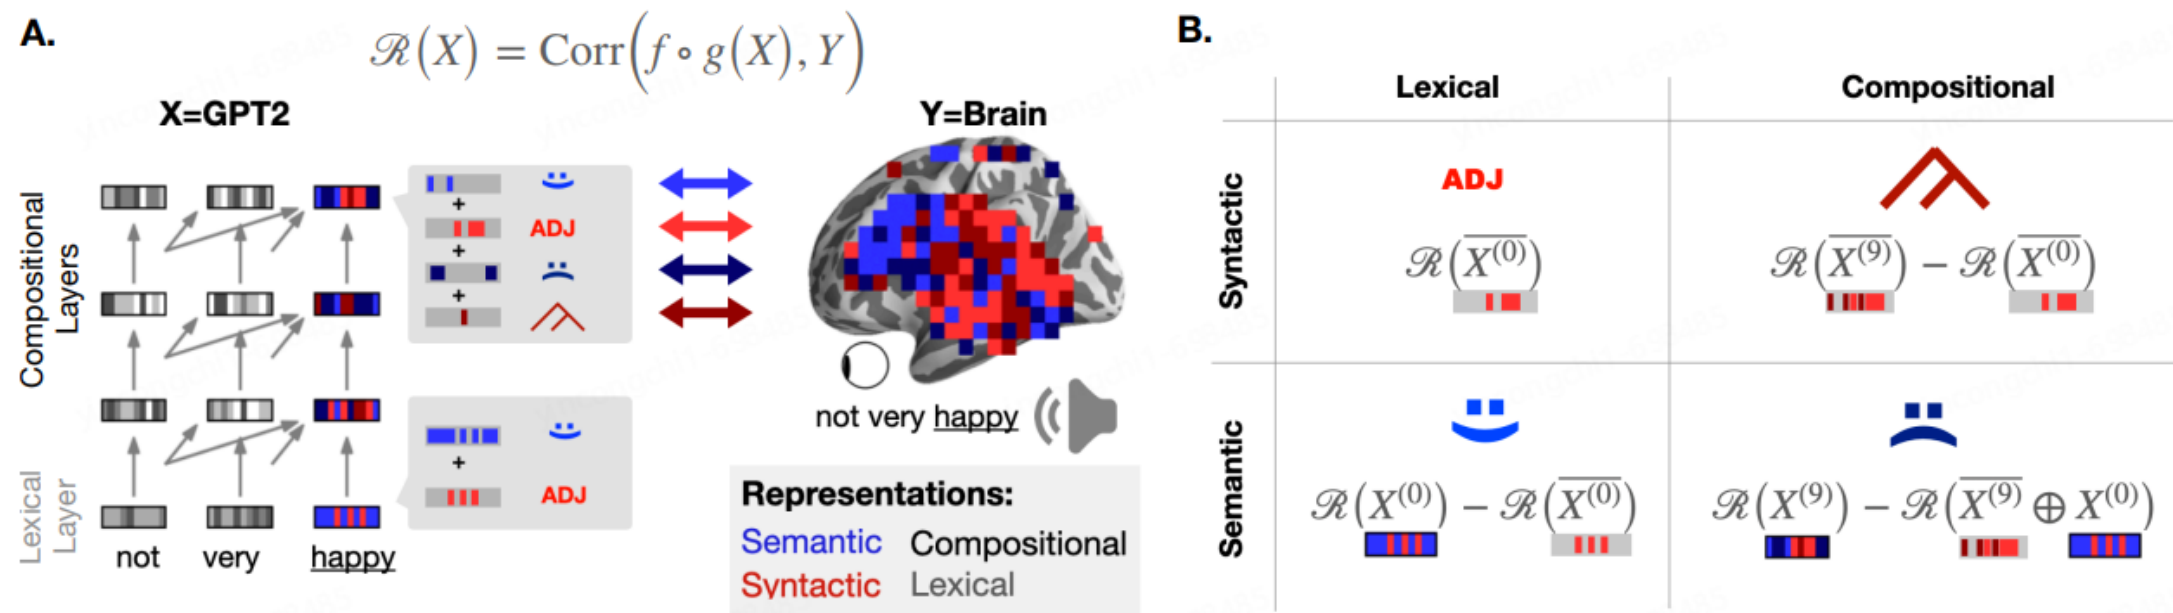 A.
ℛ(X) = Corr(f ∘ g(X), Y)
X=GPT2
Y=Brain
Compositional
Layers
Lexical
Layer
+
ADJ
+
+
+
ADJ
not very happy
not very happy
Representations:
Semantic Compositional
Syntactic Lexical
B.
Lexical Compositional
Syntactic
ADJ
ℛ(X̅⁽⁰⁾)
ℛ(X̅⁽⁹⁾) − ℛ(X̅⁽⁰⁾)
Semantic
ℛ(X⁽⁰⁾) − ℛ(X̅⁽⁰⁾)
ℛ(X⁽⁹⁾) − ℛ(X̅⁽⁹⁾ ⊕ X⁽⁰⁾)